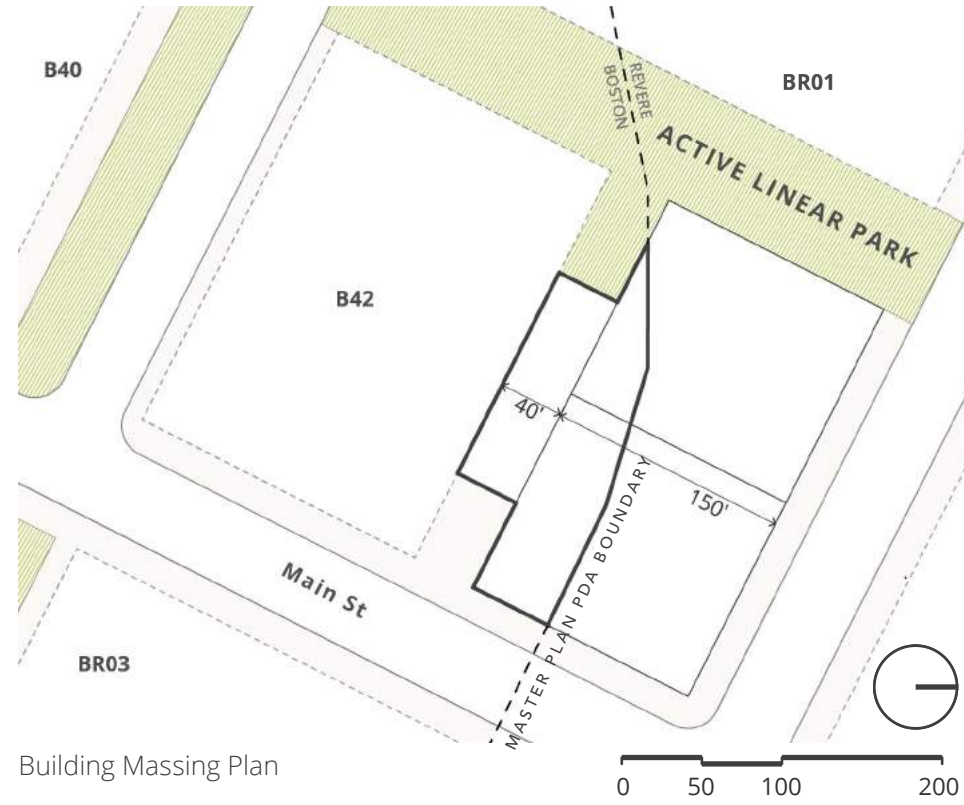 B40
REVERE
BOSTON
BR01
ACTIVE LINEAR PARK
B42
40'
150'
MASTER PLAN PDA BOUNDARY
Main St
BR03
Building Massing Plan
0 50 100 200